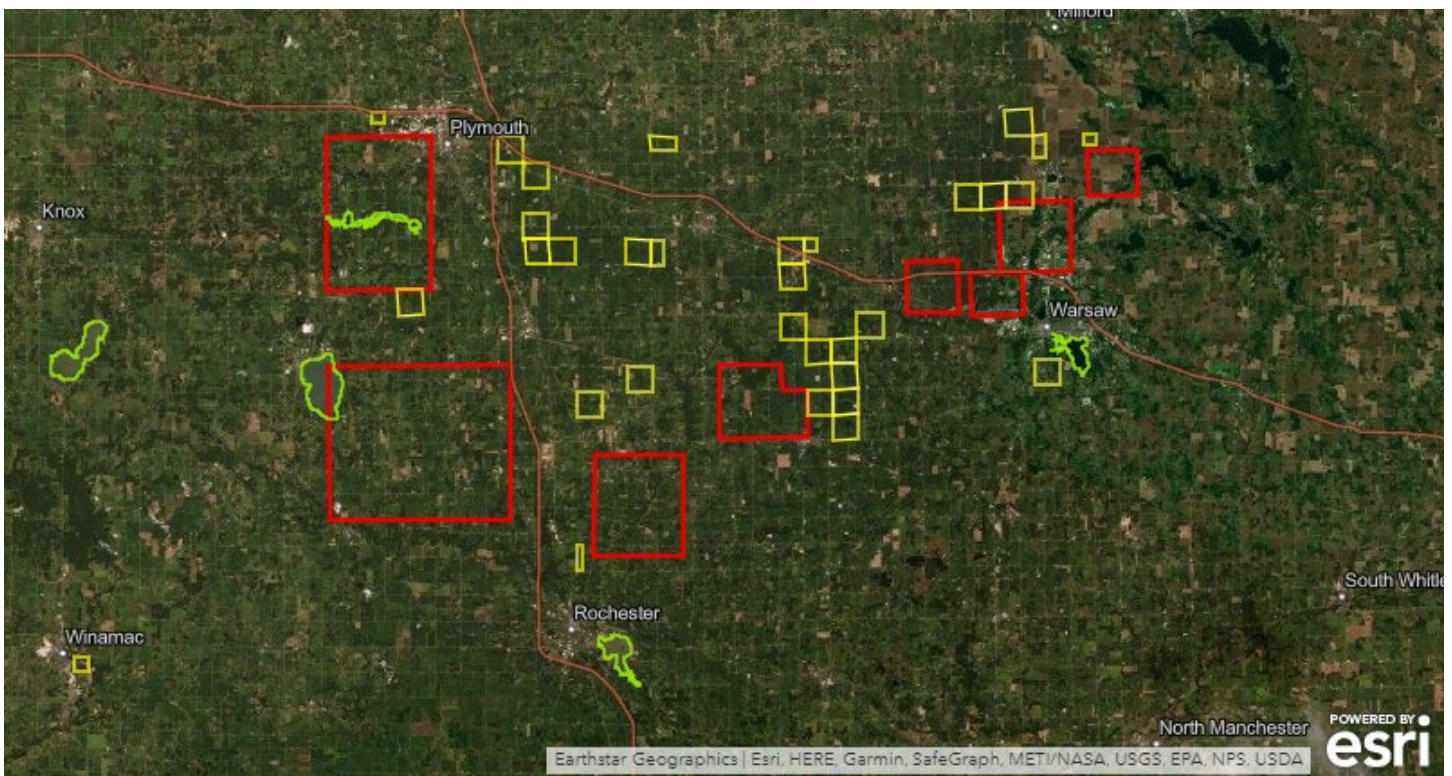 Milford
Plymouth
Knox
Warsaw
South Whitle
Rochester
Winamac
North Manchester
POWERED BY
esri
Earthstar Geographics | Esri, HERE, Garmin, SafeGraph, METI/NASA, USGS, EPA, NPS, USDA